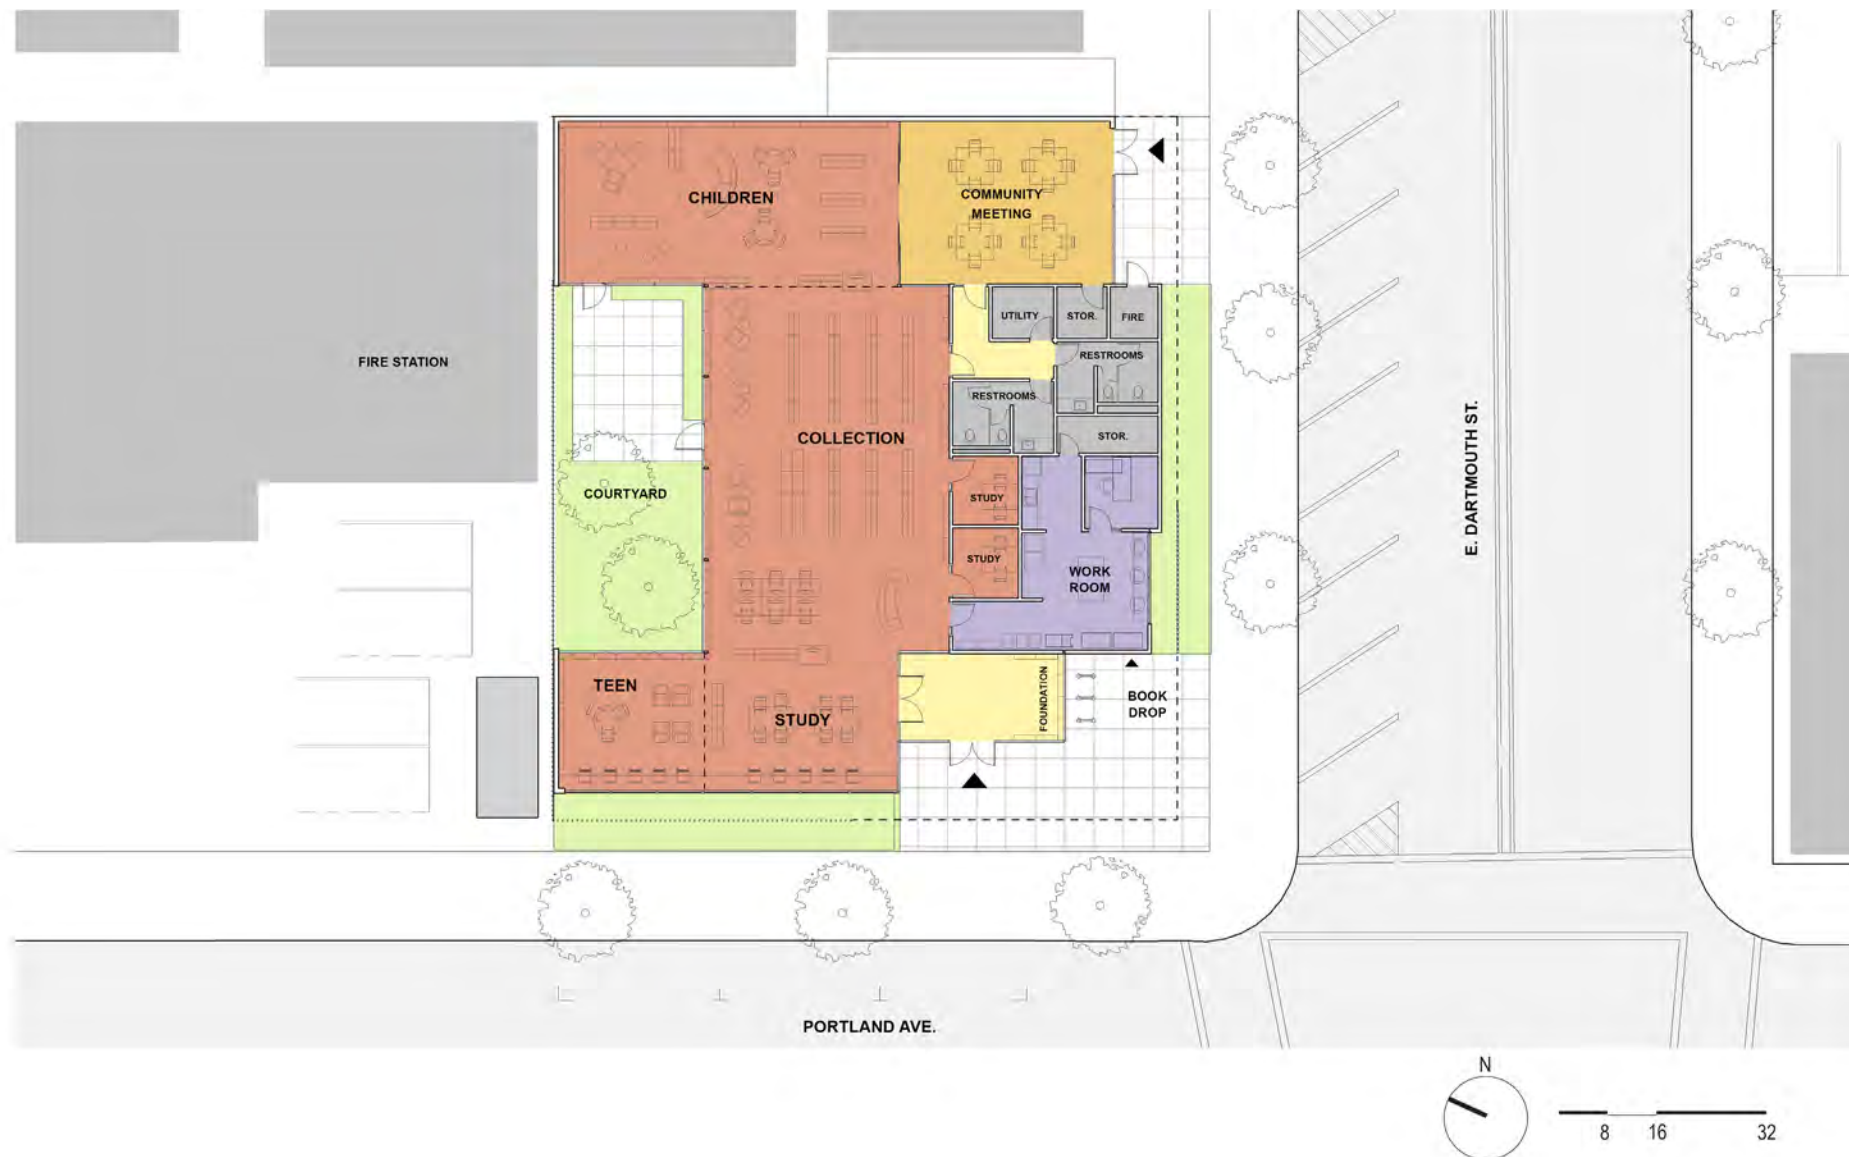 CHILDREN
COMMUNITY
MEETING
UTILITY
STOR.
FIRE
FIRE STATION
RESTROOMS
RESTROOMS
COLLECTION
STOR.
E. DARTMOUTH ST.
COURTYARD
STUDY
STUDY
WORK
ROOM
TEEN
STUDY
FOUNDATION
BOOK
DROP
PORTLAND AVE.
N
8 16 32